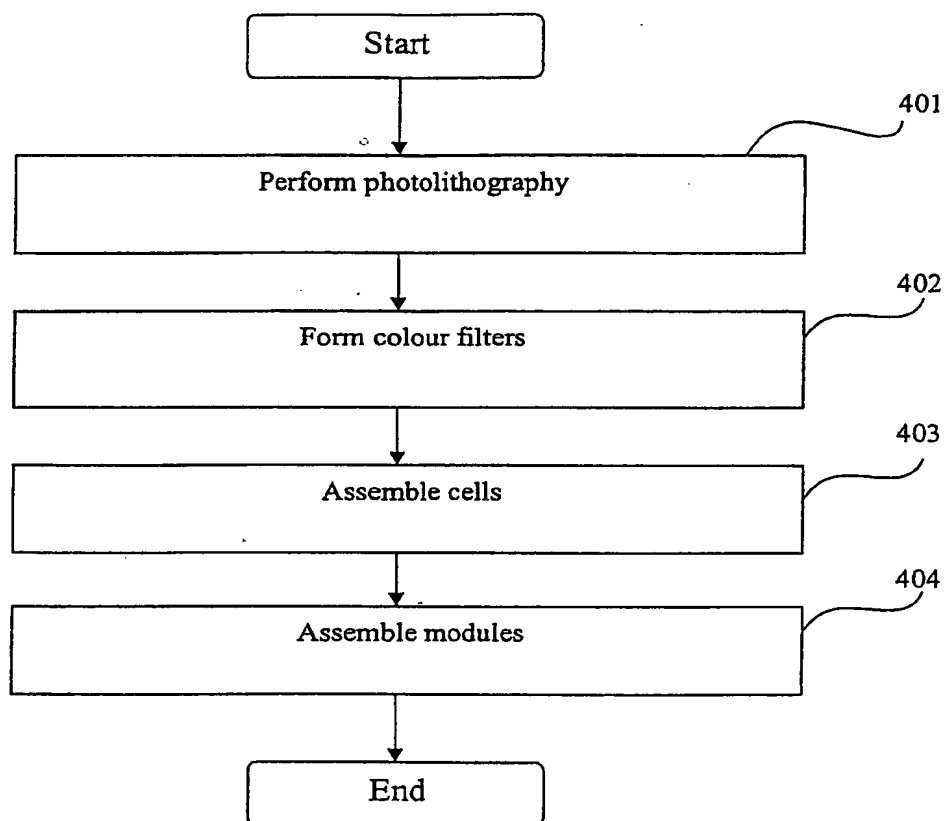 Start
401
Perform photolithography
402
Form colour filters
403
Assemble cells
404
Assemble modules
End